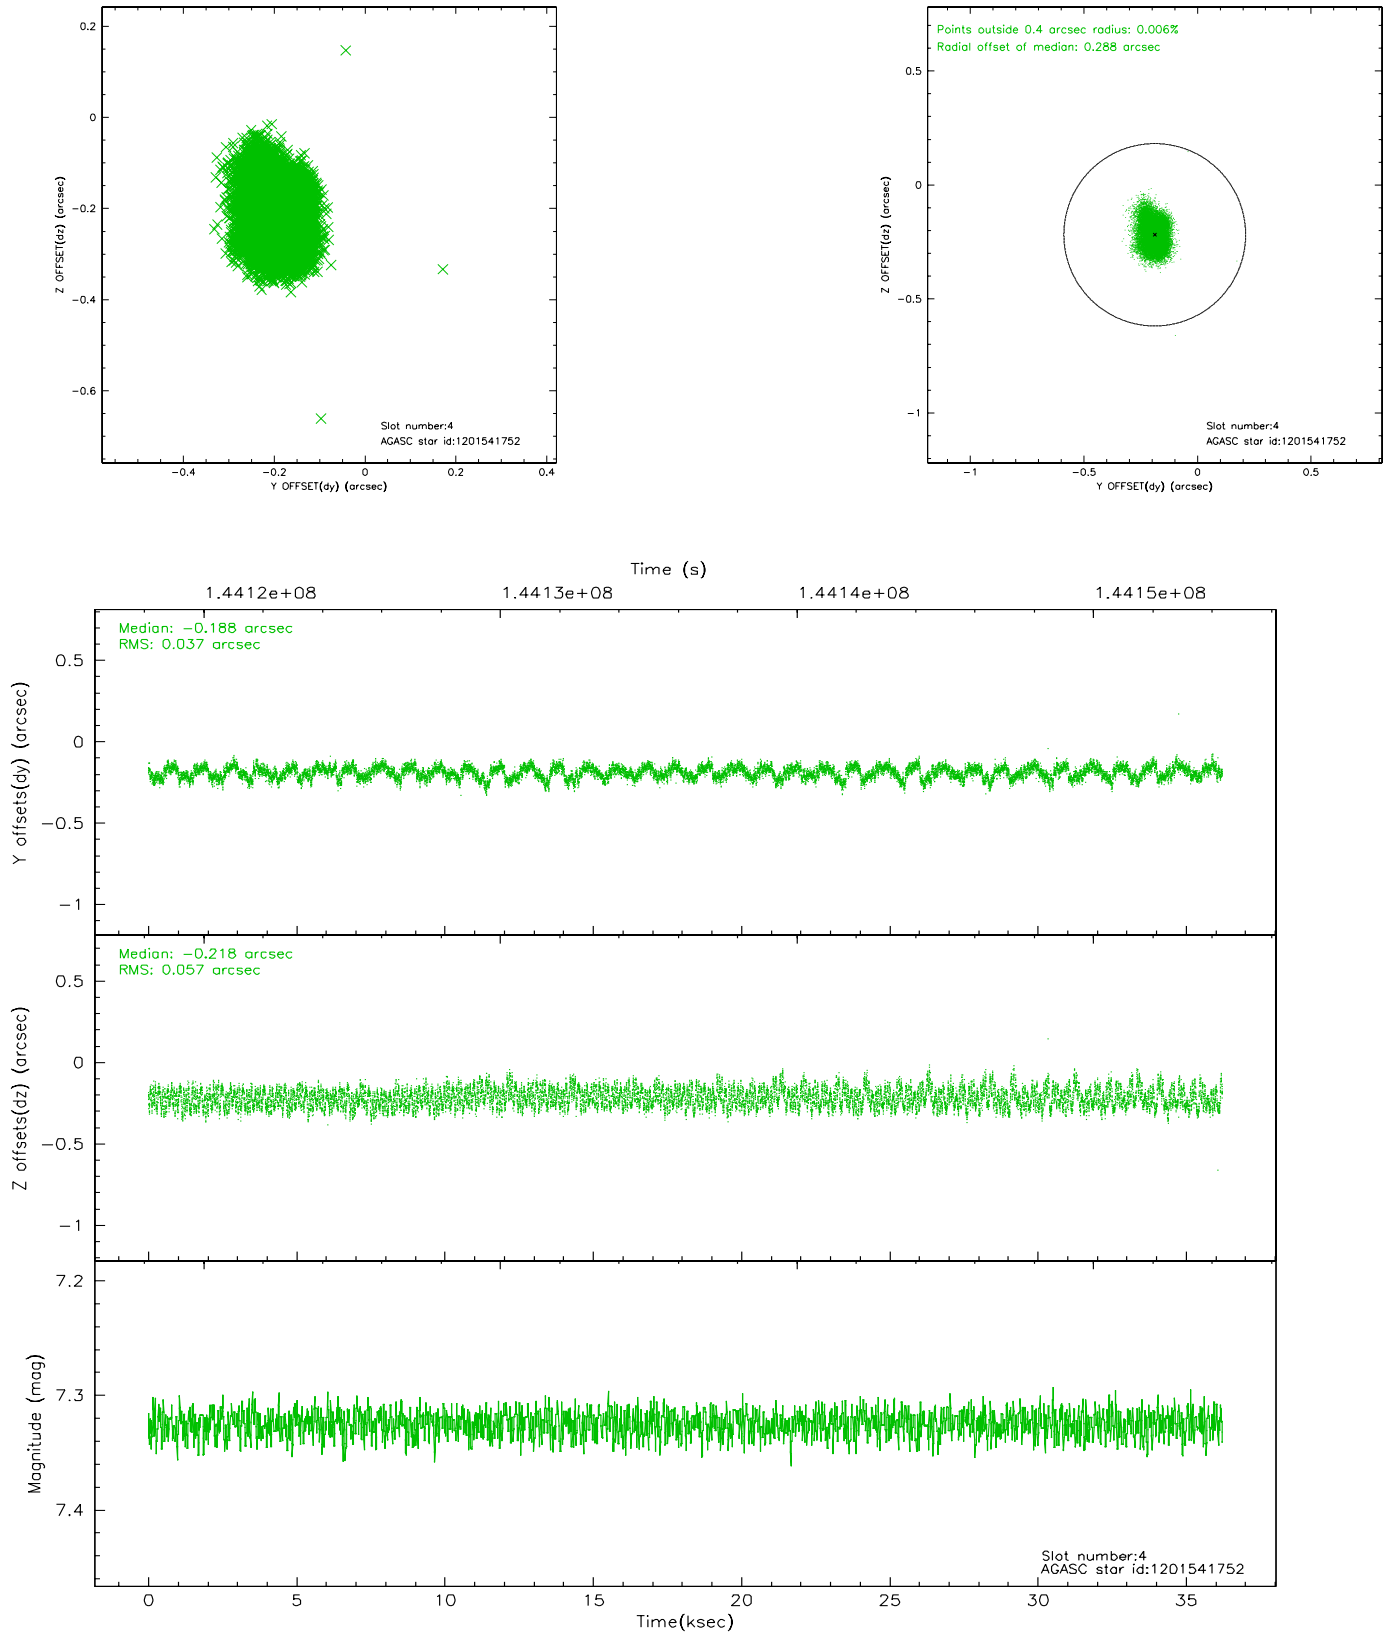 0.2
0
−0.2
−0.4
−0.6
Z OFFSET(dz) (arcsec)
Slot number:4
AGASC star id:1201541752
−0.4
−0.2
0
0.2
0.4
Y OFFSET(dy) (arcsec)
Points outside 0.4 arcsec radius: 0.006%
Radial offset of median: 0.288 arcsec
0.5
0
−0.5
−1
Z OFFSET(dz) (arcsec)
Slot number:4
AGASC star id:1201541752
−1
−0.5
0
0.5
Y OFFSET(dy) (arcsec)
Time (s)
1.4412e+08
1.4413e+08
1.4414e+08
1.4415e+08
Median: −0.188 arcsec
RMS: 0.037 arcsec
0.5
0
−0.5
−1
Y offsets(dy) (arcsec)
Median: −0.218 arcsec
RMS: 0.057 arcsec
0.5
0
−0.5
−1
Z offsets(dz) (arcsec)
7.2
7.3
7.4
Magnitude (mag)
Slot number:4
AGASC star id:1201541752
0
5
10
15
20
25
30
35
Time(ksec)